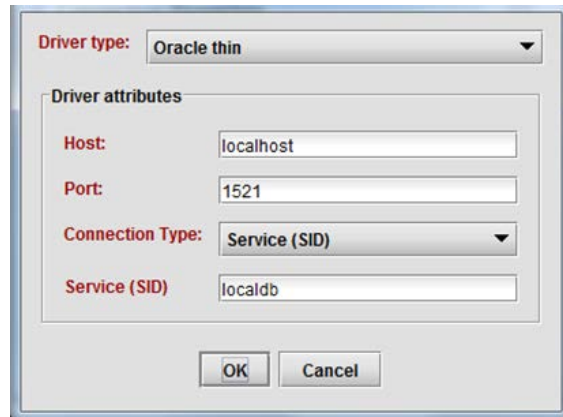 Driver type: Oracle thin
Driver attributes
Host: localhost
Port: 1521
Connection Type: Service (SID)
Service (SID) localdb
OK Cancel